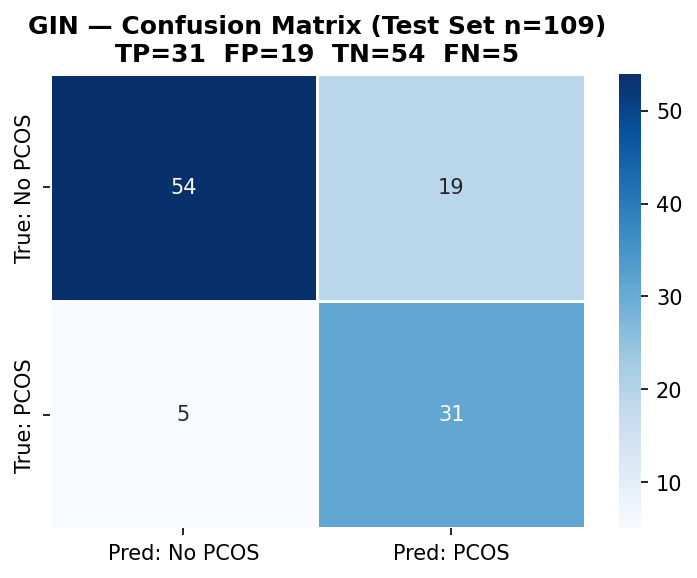 GIN — Confusion Matrix (Test Set n=109)
TP=31  FP=19  TN=54  FN=5
True: No PCOS
54
19
50
40
30
20
10
True: PCOS
5
31
Pred: No PCOS
Pred: PCOS